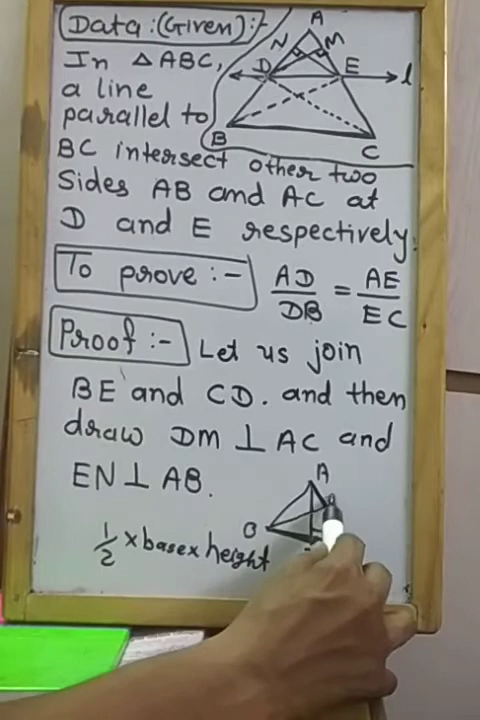 Data:(Given):-
In △ABC,
a line
parallel to
BC intersect other two
Sides AB and AC at
D and E respectively.
A
N M
D E l
B
C
To prove :- AD/DB = AE/EC
Proof :- Let us join
BE and CD. and then
draw DM ⊥ AC and
EN ⊥ AB.
A
B
1/2 × base × height